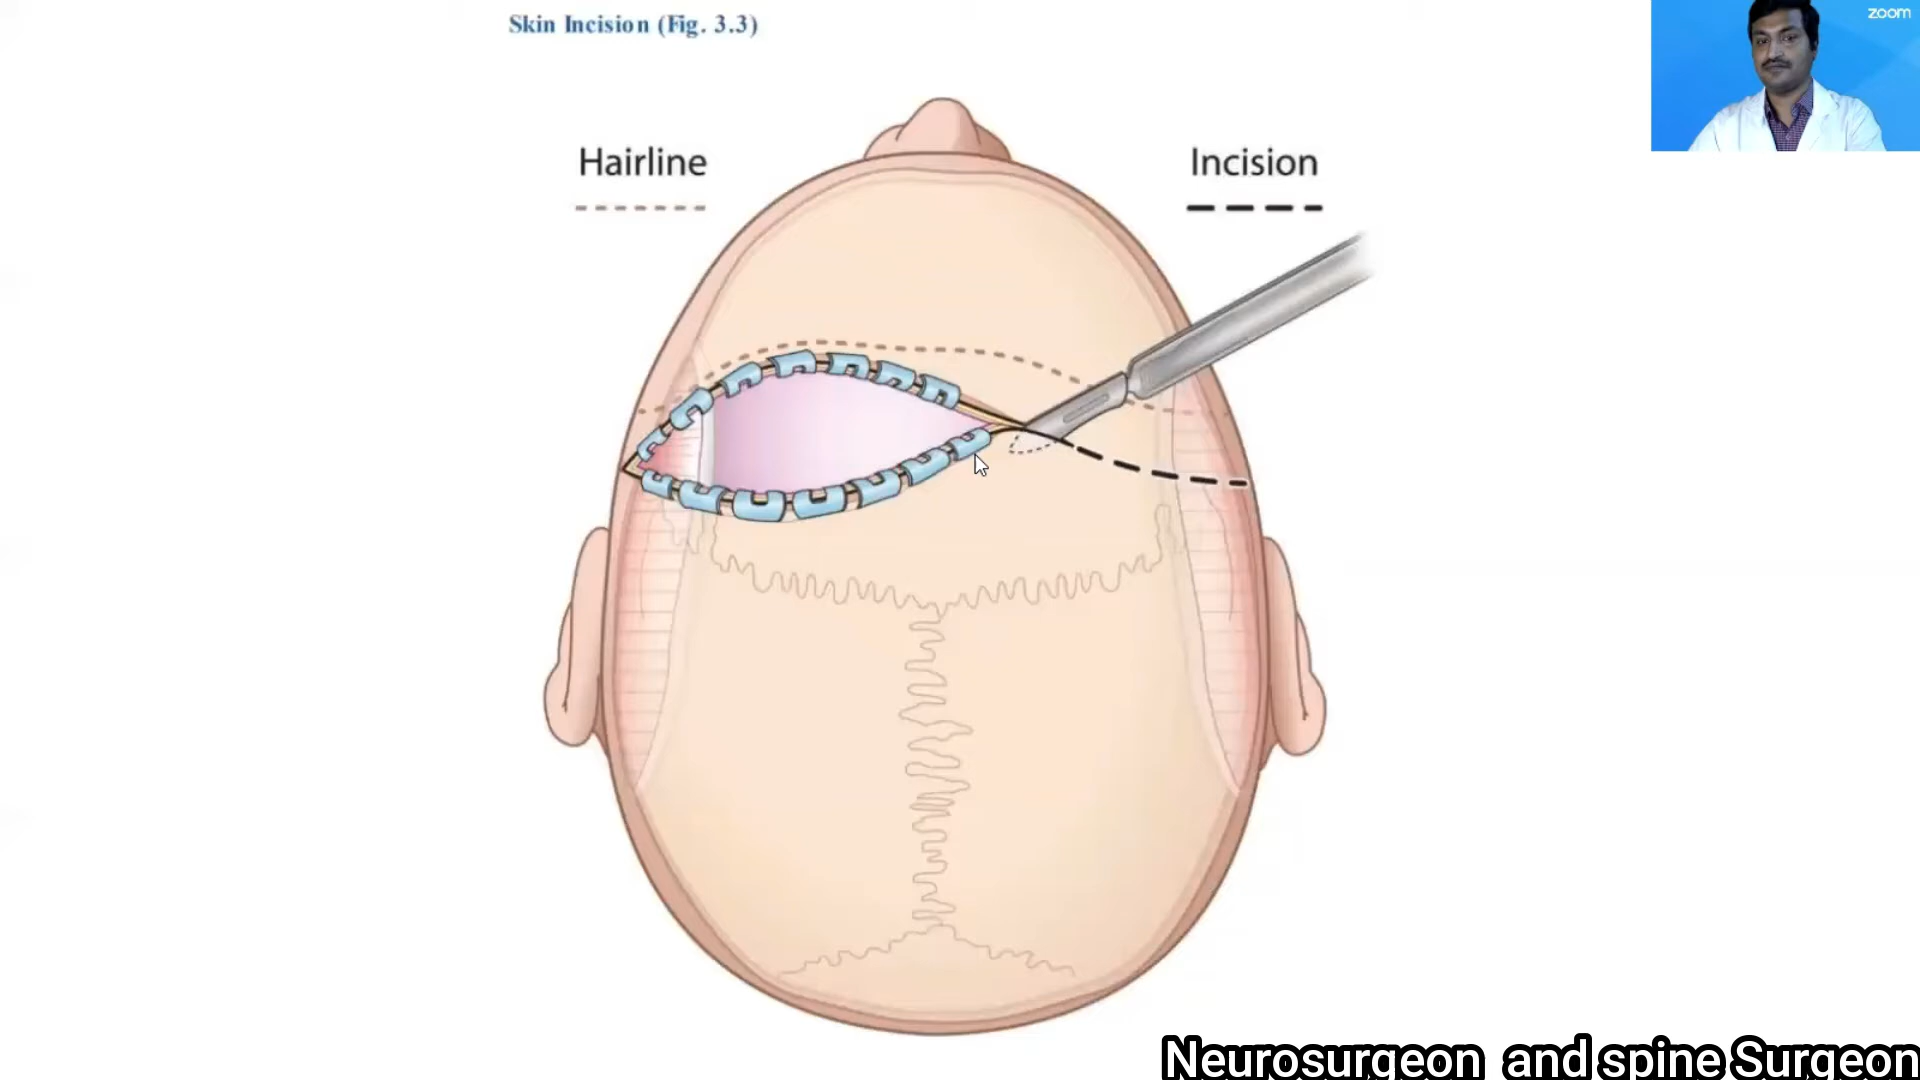 Skin Incision (Fig. 3.3)
zoom
Hairline
Incision
Neurosurgeon and spine Surgeon